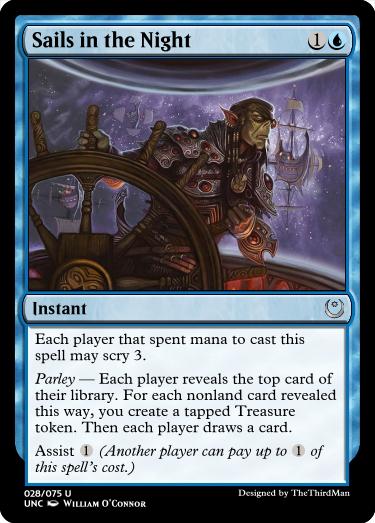 Sails in the Night 1
Instant
Each player that spent mana to cast this
spell may scry 3.
Parley — Each player reveals the top card of
their library. For each nonland card revealed
this way, you create a tapped Treasure
token. Then each player draws a card.
Assist 1 (Another player can pay up to 1 of
this spell's cost.)
028/075 U
UNC WILLIAM O'CONNOR
Designed by TheThirdMan